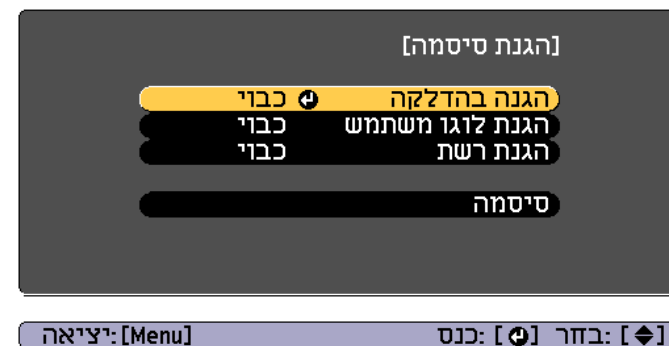 [הגנת סיסמה]
הגנה בהדלקה כבוי
הגנת לוגו משתמש כבוי
הגנת רשת כבוי
סיסמה
[◆] :בחר [↵] :כנס [Menu] :יציאה